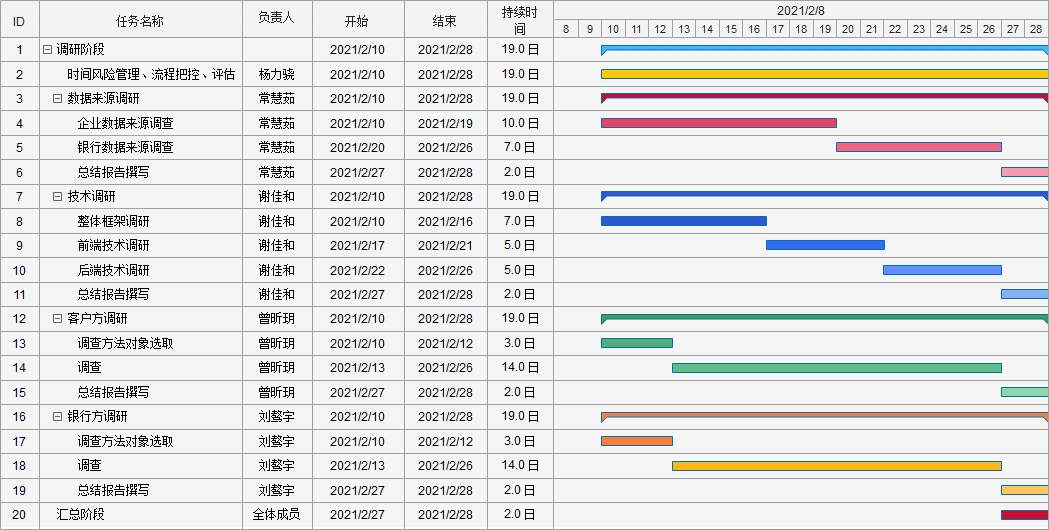 ID 任务名称 负责人 开始 结束 持续时间 2021/2/8
8 9 10 11 12 13 14 15 16 17 18 19 20 21 22 23 24 25 26 27 28
1 调研阶段 2021/2/10 2021/2/28 19.0 日
2 时间风险管理、流程把控、评估 杨力骁 2021/2/10 2021/2/28 19.0 日
3 数据来源调研 常慧茹 2021/2/10 2021/2/28 19.0 日
4 企业数据来源调查 常慧茹 2021/2/10 2021/2/19 10.0 日
5 银行数据来源调查 常慧茹 2021/2/20 2021/2/26 7.0 日
6 总结报告撰写 常慧茹 2021/2/27 2021/2/28 2.0 日
7 技术调研 谢佳和 2021/2/10 2021/2/28 19.0 日
8 整体框架调研 谢佳和 2021/2/10 2021/2/16 7.0 日
9 前端技术调研 谢佳和 2021/2/17 2021/2/21 5.0 日
10 后端技术调研 谢佳和 2021/2/22 2021/2/26 5.0 日
11 总结报告撰写 谢佳和 2021/2/27 2021/2/28 2.0 日
12 客户方调研 曾昕玥 2021/2/10 2021/2/28 19.0 日
13 调查方法对象选取 曾昕玥 2021/2/10 2021/2/12 3.0 日
14 调查 曾昕玥 2021/2/13 2021/2/26 14.0 日
15 总结报告撰写 曾昕玥 2021/2/27 2021/2/28 2.0 日
16 银行方调研 刘骜宇 2021/2/10 2021/2/28 19.0 日
17 调查方法对象选取 刘骜宇 2021/2/10 2021/2/12 3.0 日
18 调查 刘骜宇 2021/2/13 2021/2/26 14.0 日
19 总结报告撰写 刘骜宇 2021/2/27 2021/2/28 2.0 日
20 汇总阶段 全体成员 2021/2/27 2021/2/28 2.0 日